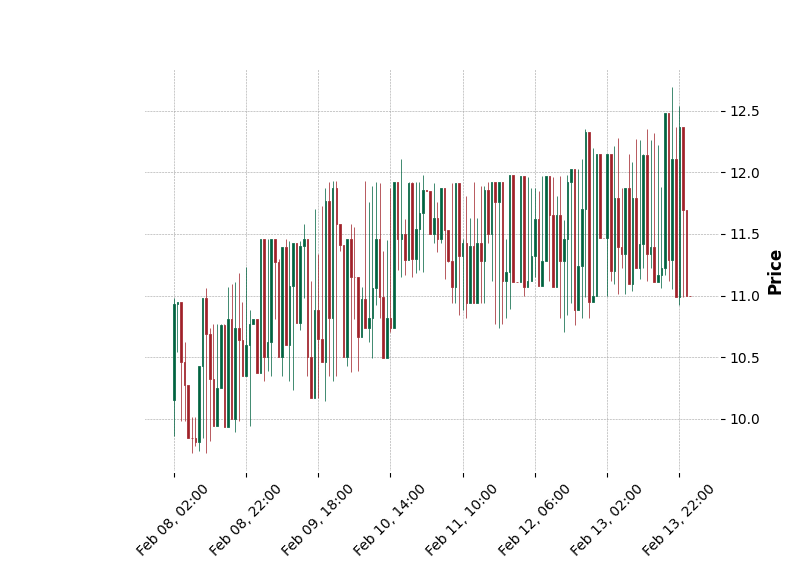 12.5
12.0
11.5
11.0
10.5
10.0
Price
Feb 08, 02:00
Feb 08, 22:00
Feb 09, 18:00
Feb 10, 14:00
Feb 11, 10:00
Feb 12, 06:00
Feb 13, 02:00
Feb 13, 22:00